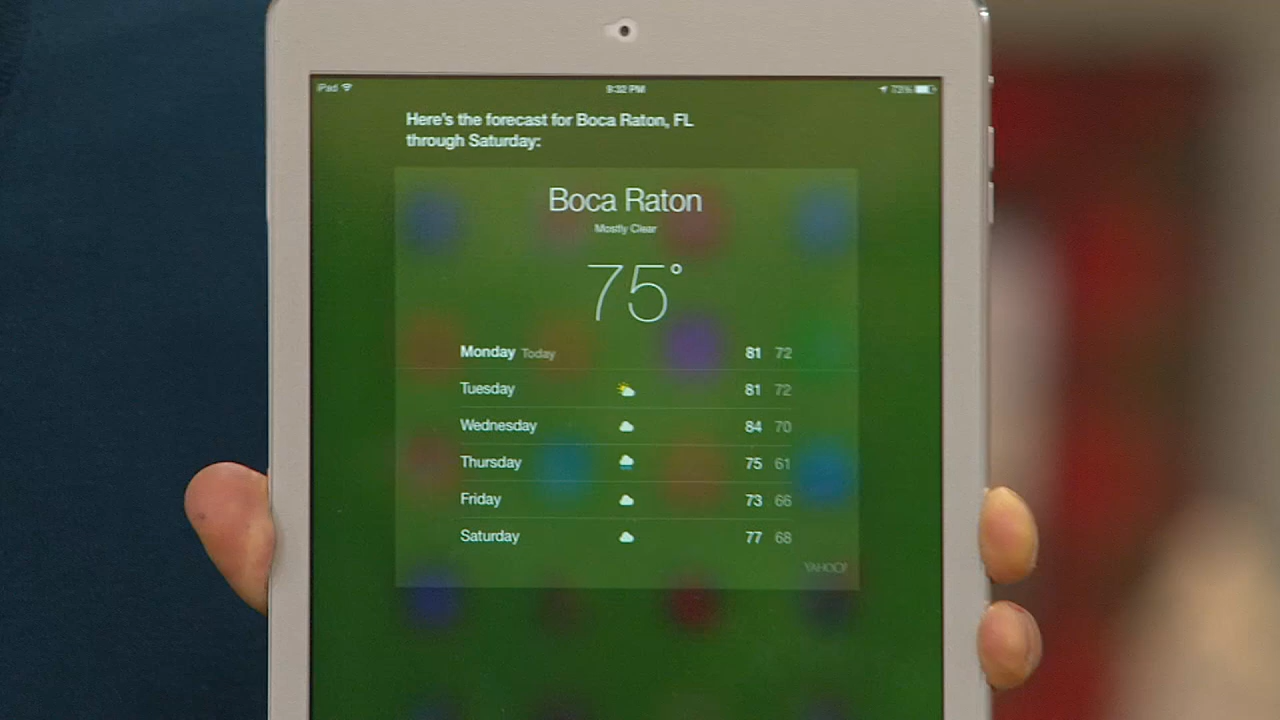 iPad 9:32 PM 73%
Here's the forecast for Boca Raton, FL
through Saturday:
Boca Raton
Mostly Clear
75°
Monday Today 81 72
Tuesday 81 72
Wednesday 84 70
Thursday 75 61
Friday 73 66
Saturday 77 68
YAHOO!